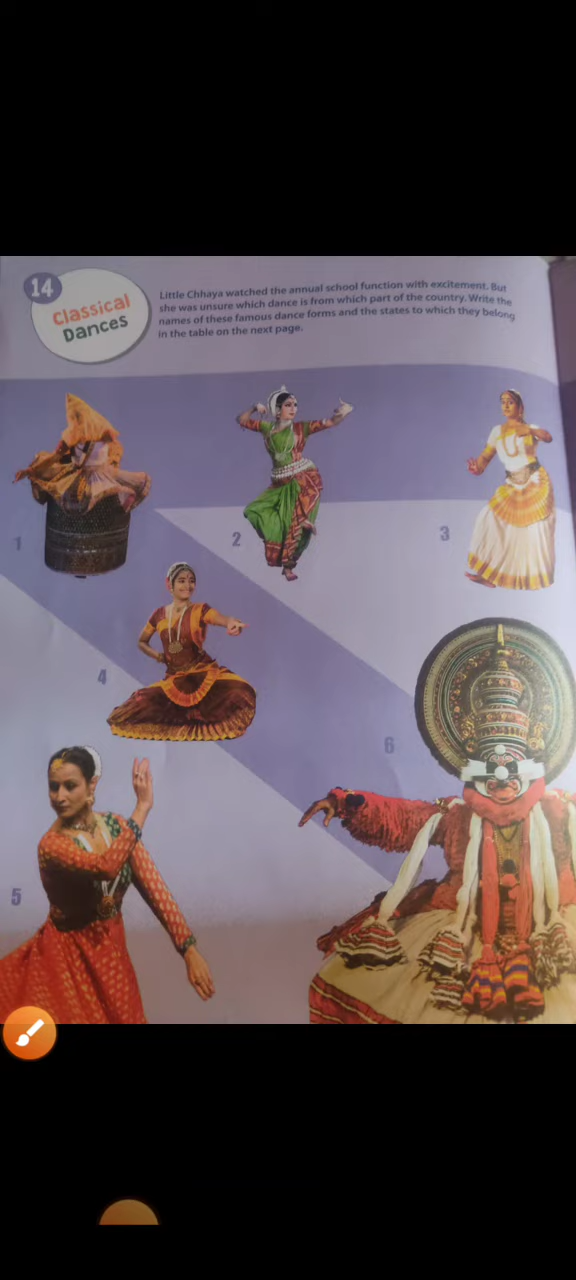 14
Classical
Dances
Little Chhaya watched the annual school function with excitement. But
she was unsure which dance is from which part of the country. Write the
names of these famous dance forms and the states to which they belong
in the table on the next page.
1
2
3
4
5
6